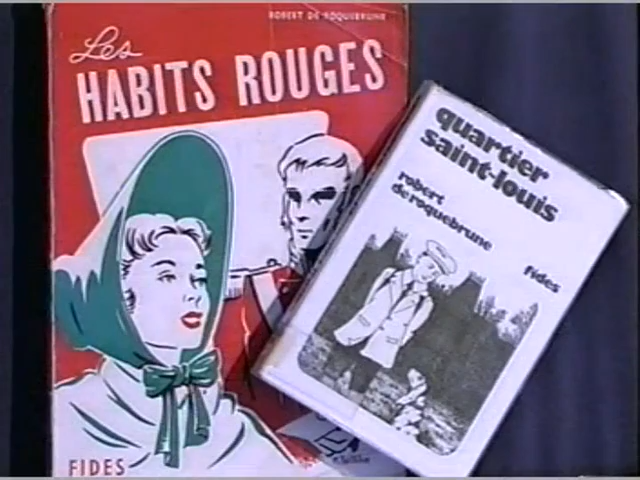 ROBERT DE ROQUEBRUNE
Les
HABITS ROUGES
FIDES
quartier
saint-louis
robert
de roquebrune
fides